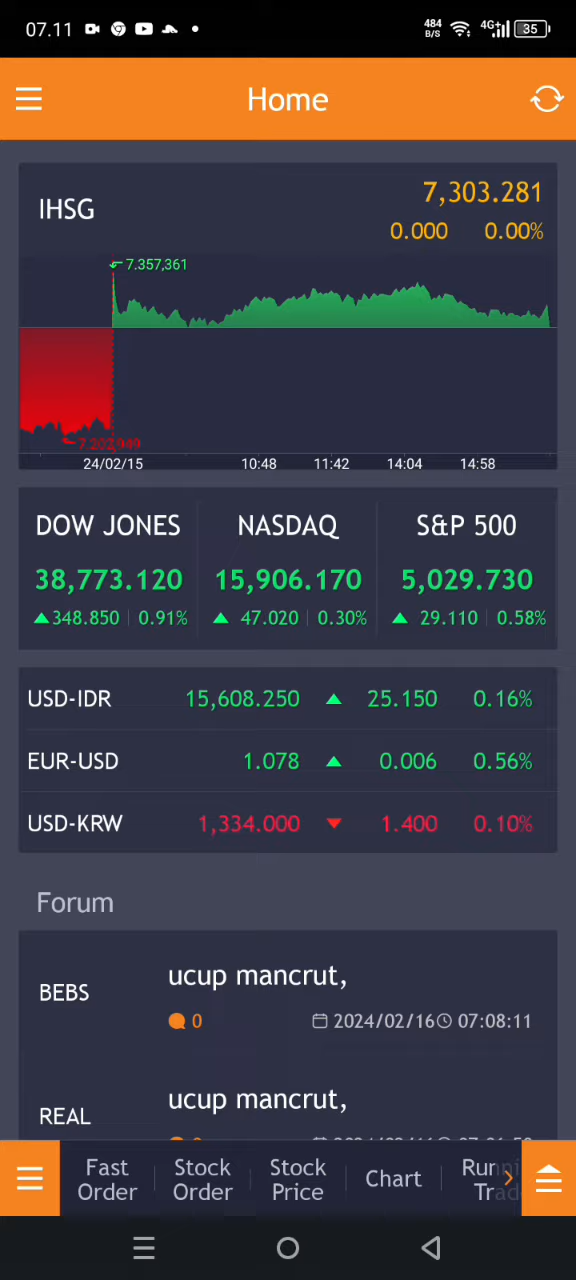 07.11 484 B/S 4G+ 35
Home
IHSG 7,303.281
0.000 0.00%
7.357,361
7.202,949
24/02/15 10:48 11:42 14:04 14:58
DOW JONES NASDAQ S&P 500
38,773.120 15,906.170 5,029.730
348.850 0.91% 47.020 0.30% 29.110 0.58%
USD-IDR 15,608.250 25.150 0.16%
EUR-USD 1.078 0.006 0.56%
USD-KRW 1,334.000 1.400 0.10%
Forum
BEBS ucup mancrut,
0 2024/02/16 07:08:11
REAL ucup mancrut,
Fast Stock Stock Chart Runni
Order Order Price Trad